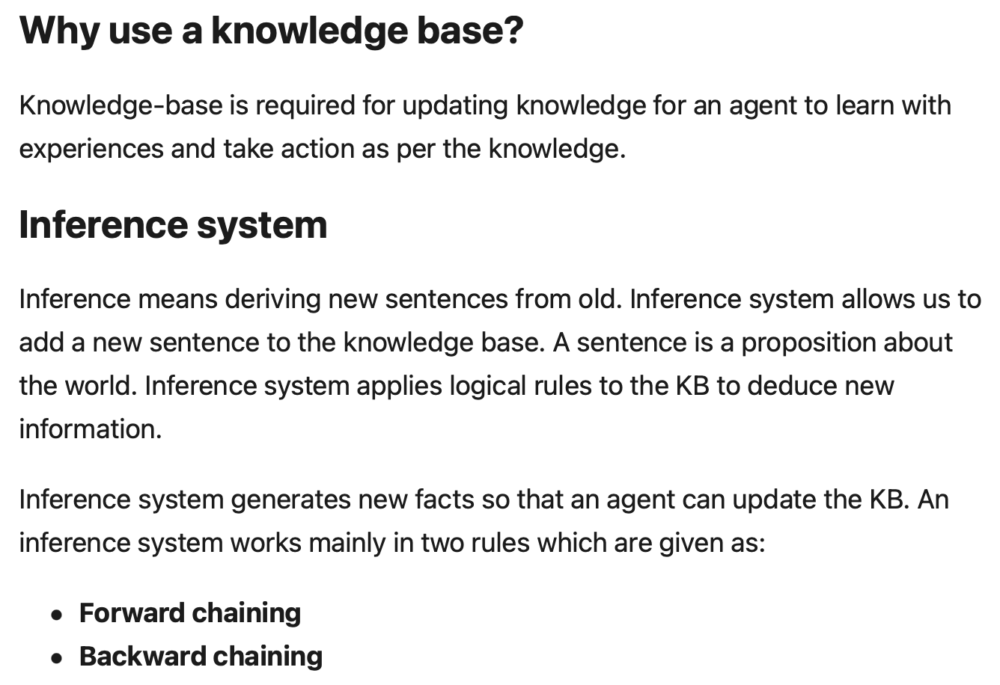 Why use a knowledge base?
Knowledge-base is required for updating knowledge for an agent to learn with
experiences and take action as per the knowledge.
Inference system
Inference means deriving new sentences from old. Inference system allows us to
add a new sentence to the knowledge base. A sentence is a proposition about
the world. Inference system applies logical rules to the KB to deduce new
information.
Inference system generates new facts so that an agent can update the KB. An
inference system works mainly in two rules which are given as:
• Forward chaining
• Backward chaining